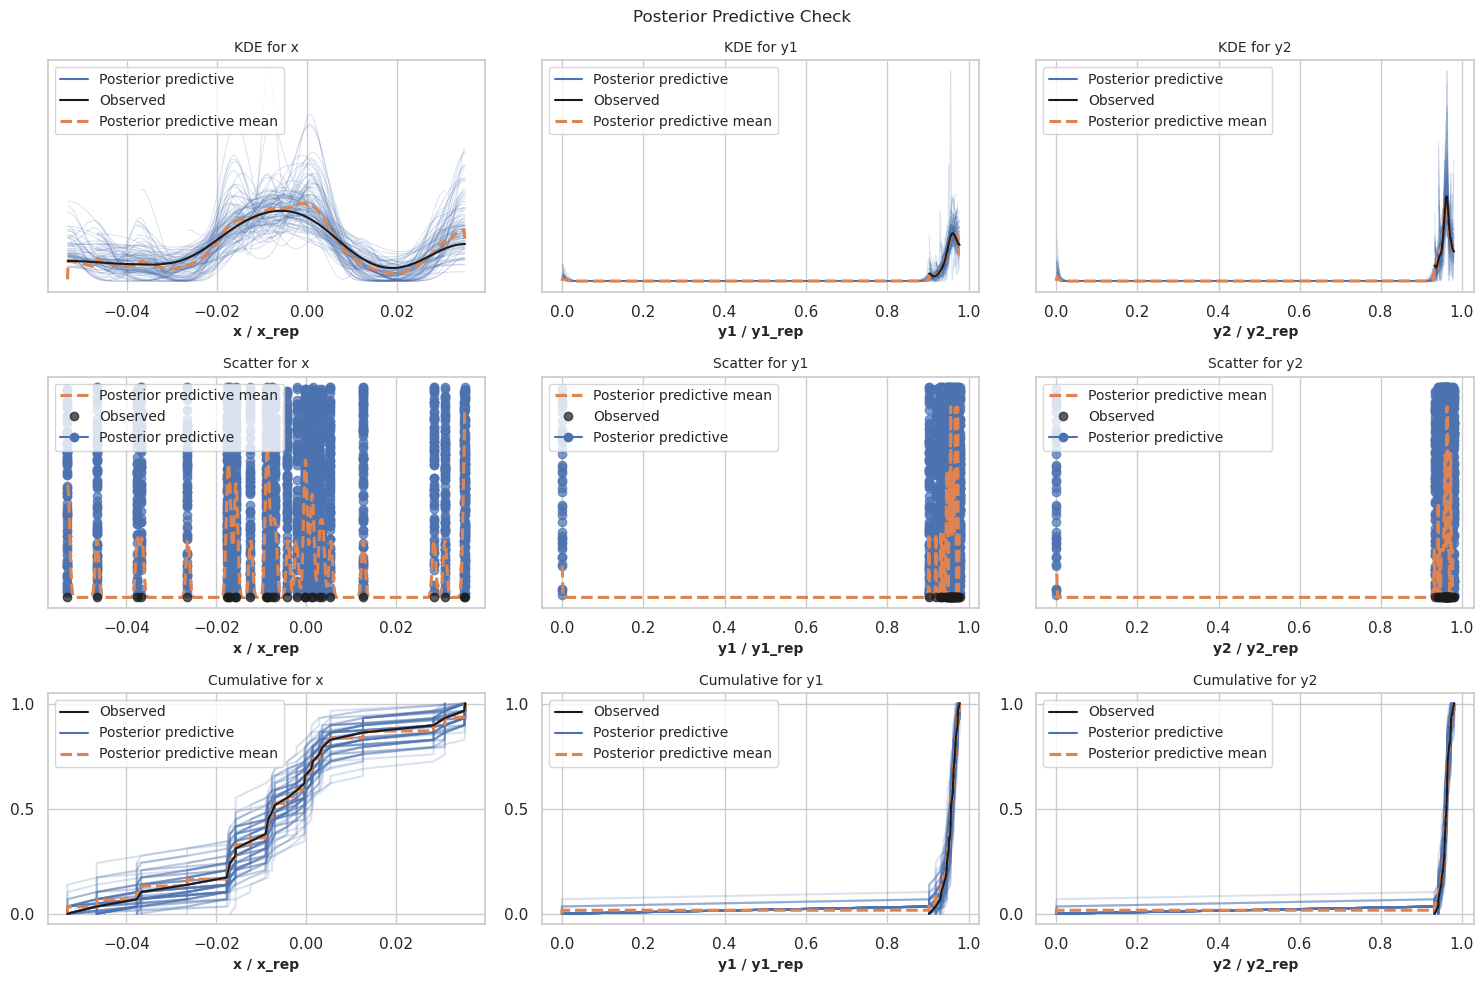 Posterior Predictive Check
KDE for x
Posterior predictive
Observed
Posterior predictive mean
−0.04 −0.02 0.00 0.02
x / x_rep
KDE for y1
Posterior predictive
Observed
Posterior predictive mean
0.0 0.2 0.4 0.6 0.8 1.0
y1 / y1_rep
KDE for y2
Posterior predictive
Observed
Posterior predictive mean
0.0 0.2 0.4 0.6 0.8 1.0
y2 / y2_rep
Scatter for x
Posterior predictive mean
Observed
Posterior predictive
−0.04 −0.02 0.00 0.02
x / x_rep
Scatter for y1
Posterior predictive mean
Observed
Posterior predictive
0.0 0.2 0.4 0.6 0.8 1.0
y1 / y1_rep
Scatter for y2
Posterior predictive mean
Observed
Posterior predictive
0.0 0.2 0.4 0.6 0.8 1.0
y2 / y2_rep
Cumulative for x
1.0
0.5
0.0
Observed
Posterior predictive
Posterior predictive mean
−0.04 −0.02 0.00 0.02
x / x_rep
Cumulative for y1
1.0
0.5
0.0
Observed
Posterior predictive
Posterior predictive mean
0.0 0.2 0.4 0.6 0.8 1.0
y1 / y1_rep
Cumulative for y2
1.0
0.5
0.0
Observed
Posterior predictive
Posterior predictive mean
0.0 0.2 0.4 0.6 0.8 1.0
y2 / y2_rep